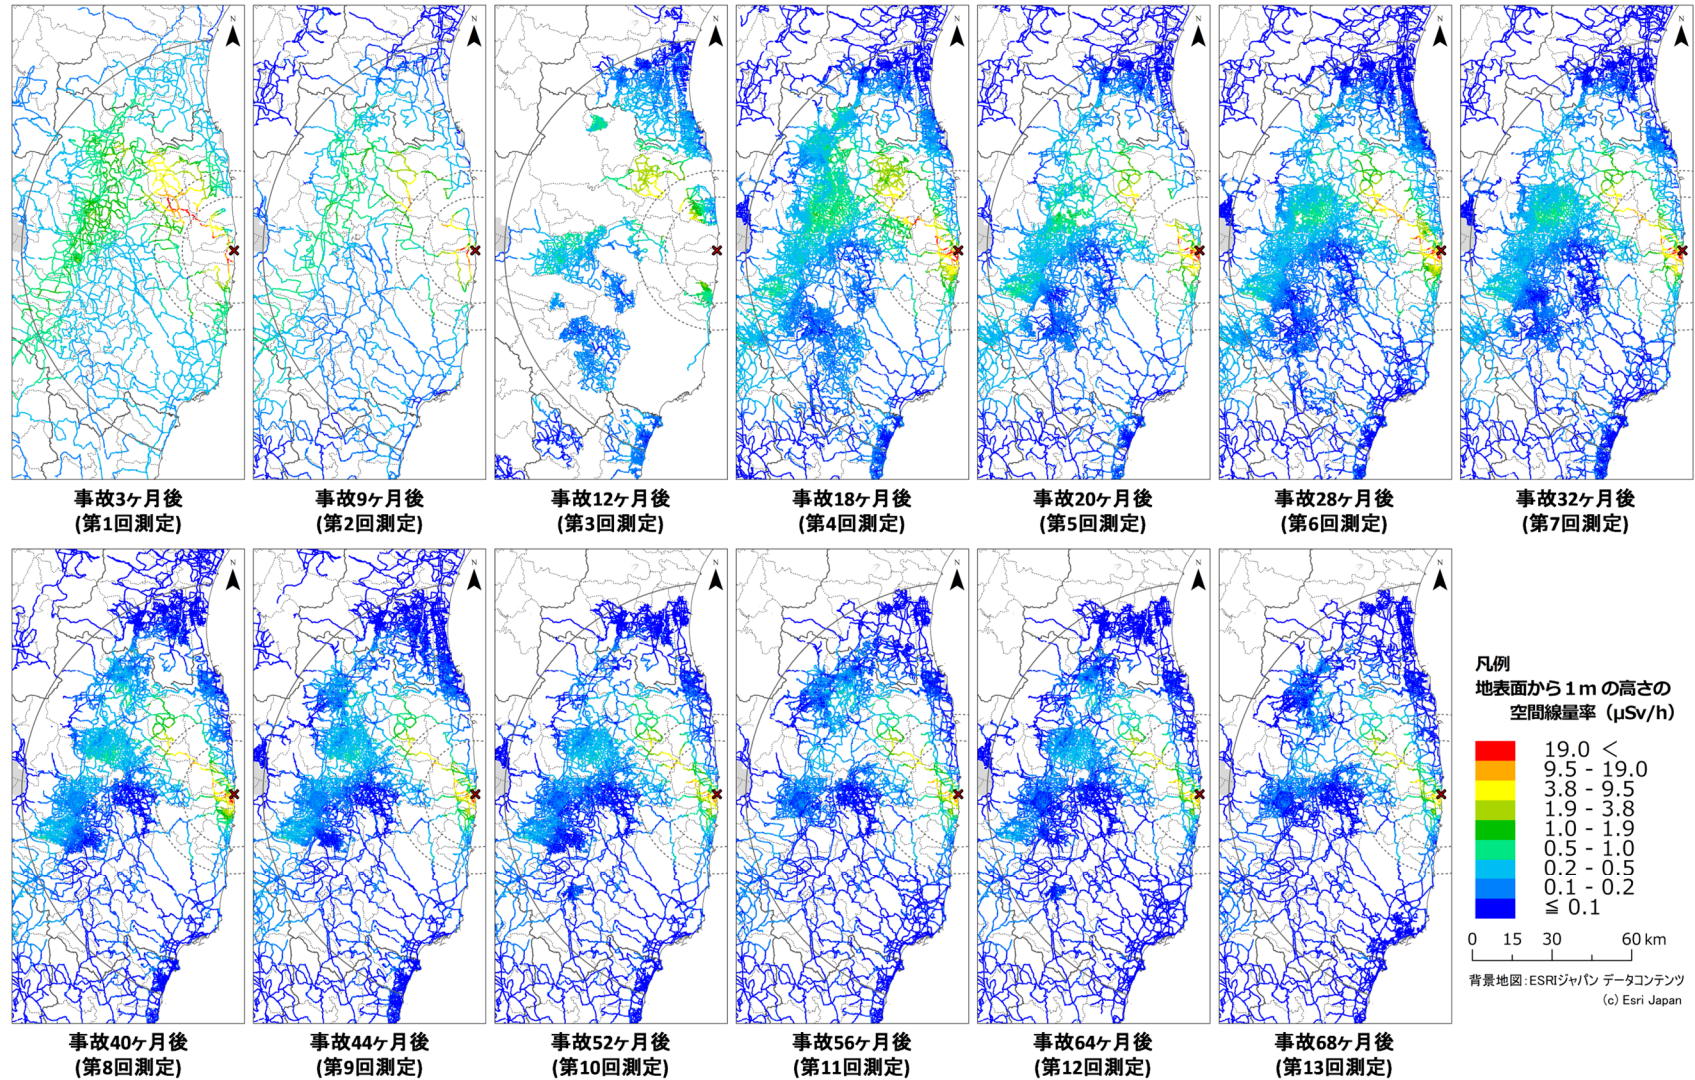 N
N
N
N
N
N
N
事故3ヶ月後
(第1回測定)
事故9ヶ月後
(第2回測定)
事故12ヶ月後
(第3回測定)
事故18ヶ月後
(第4回測定)
事故20ヶ月後
(第5回測定)
事故28ヶ月後
(第6回測定)
事故32ヶ月後
(第7回測定)
N
N
N
N
N
N
事故40ヶ月後
(第8回測定)
事故44ヶ月後
(第9回測定)
事故52ヶ月後
(第10回測定)
事故56ヶ月後
(第11回測定)
事故64ヶ月後
(第12回測定)
事故68ヶ月後
(第13回測定)
凡例
地表面から1mの高さの
空間線量率（μSv/h）
19.0 <
9.5 - 19.0
3.8 - 9.5
1.9 - 3.8
1.0 - 1.9
0.5 - 1.0
0.2 - 0.5
0.1 - 0.2
≦ 0.1
0 15 30 60 km
背景地図：ESRIジャパン データコンテンツ
(c) Esri Japan